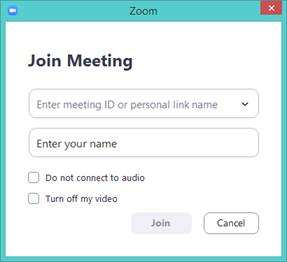 Zoom
Join Meeting
Enter meeting ID or personal link name
Enter your name
Do not connect to audio
Turn off my video
Join Cancel